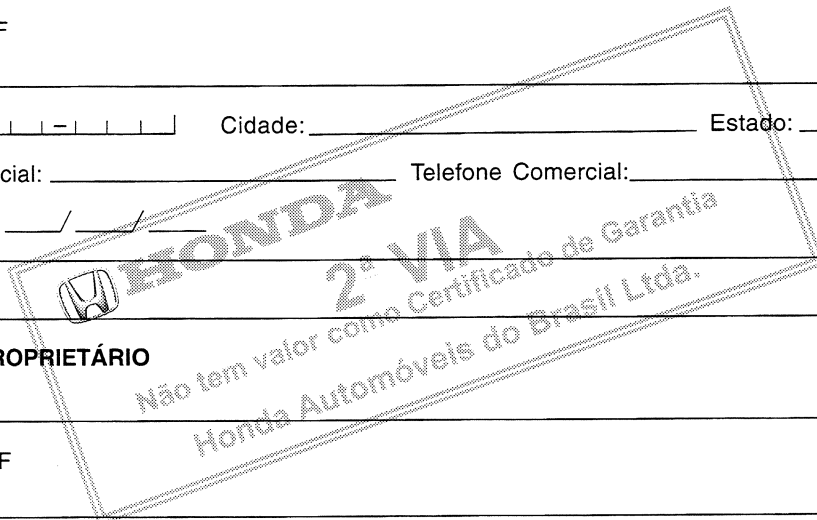 F
Cidade: Estado:
cial: Telefone Comercial:
/ /
HONDA
2ª VIA
Não tem valor como Certificado de Garantia
Honda Automóveis do Brasil Ltda.
ROPRIETÁRIO
F